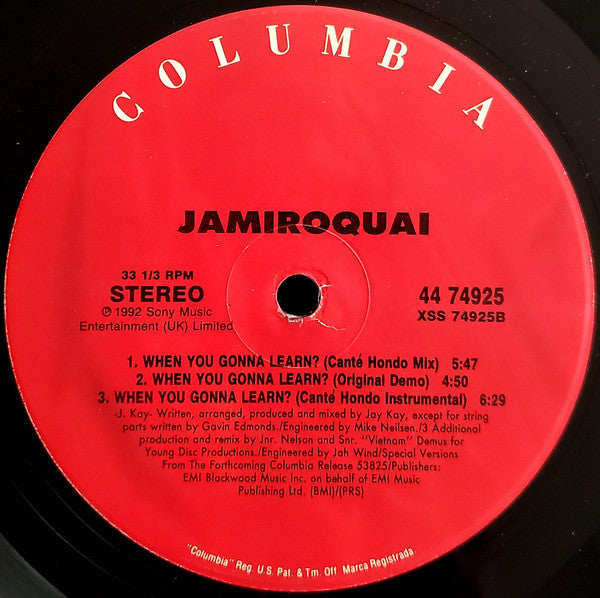 COLUMBIA
JAMIROQUAI
33 1/3 RPM
STEREO
℗ 1992 Sony Music
Entertainment (UK) Limited
44 74925
XSS 74925B
1. WHEN YOU GONNA LEARN? (Canté Hondo Mix) 5:47
2. WHEN YOU GONNA LEARN? (Original Demo) 4:50
3. WHEN YOU GONNA LEARN? (Canté Hondo Instrumental) 6:29
-J. Kay- Written, arranged, produced and mixed by Jay Kay, except for string
parts written by Gavin Edmonds./Engineered by Mike Neilsen./3 Additional
production and remix by Jnr. Nelson and Snr. "Vietnam" Demus for
Young Disc Productions./Engineered by Jah Wind/Special Versions
From The Forthcoming Columbia Release 53825/Publishers:
EMI Blackwood Music Inc. on behalf of EMI Music
Publishing Ltd. (BMI)/(PRS)
"Columbia" Reg. U.S. Pat. & Tm. Off. Marca Registrada.